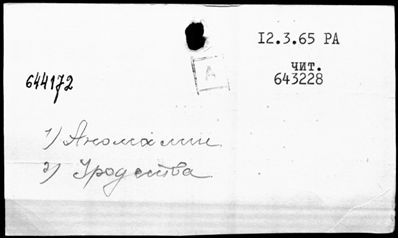 12.3.65 РА
чит.
643228
А
644172
1) Аномалии
2) Уродства